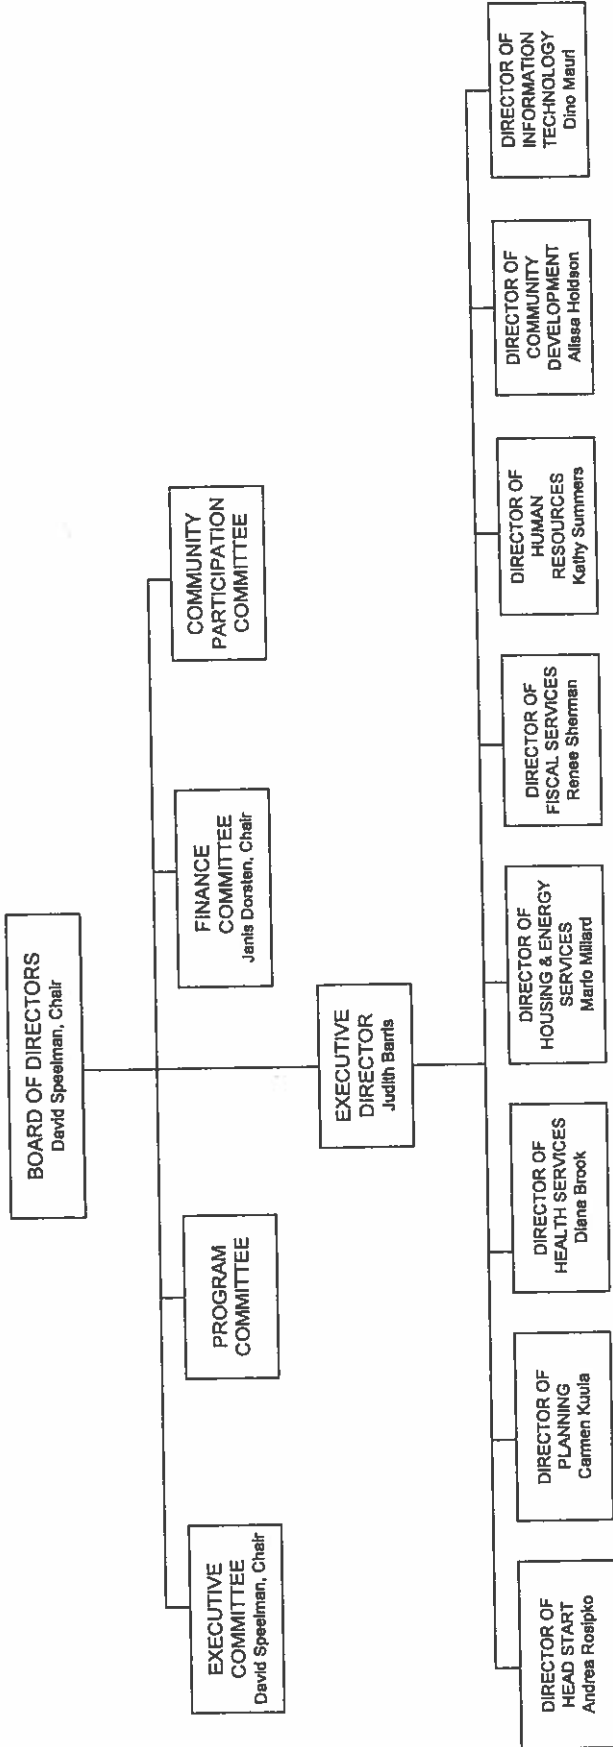 BOARD OF DIRECTORS
David Speelman, Chair
EXECUTIVE
COMMITTEE
David Speelman, Chair
PROGRAM
COMMITTEE
FINANCE
COMMITTEE
Janis Dorsten, Chair
COMMUNITY
PARTICIPATION
COMMITTEE
EXECUTIVE
DIRECTOR
Judith Barris
DIRECTOR OF
HEAD START
Andrea Rosipko
DIRECTOR OF
PLANNING
Carmen Kuula
DIRECTOR OF
HEALTH SERVICES
Diane Brook
DIRECTOR OF
HOUSING & ENERGY
SERVICES
Mario Millard
DIRECTOR OF
FISCAL SERVICES
Renee Sherman
DIRECTOR OF
HUMAN
RESOURCES
Kathy Summers
DIRECTOR OF
COMMUNITY
DEVELOPMENT
Alissa Holdson
DIRECTOR OF
INFORMATION
TECHNOLOGY
Dino Mauri